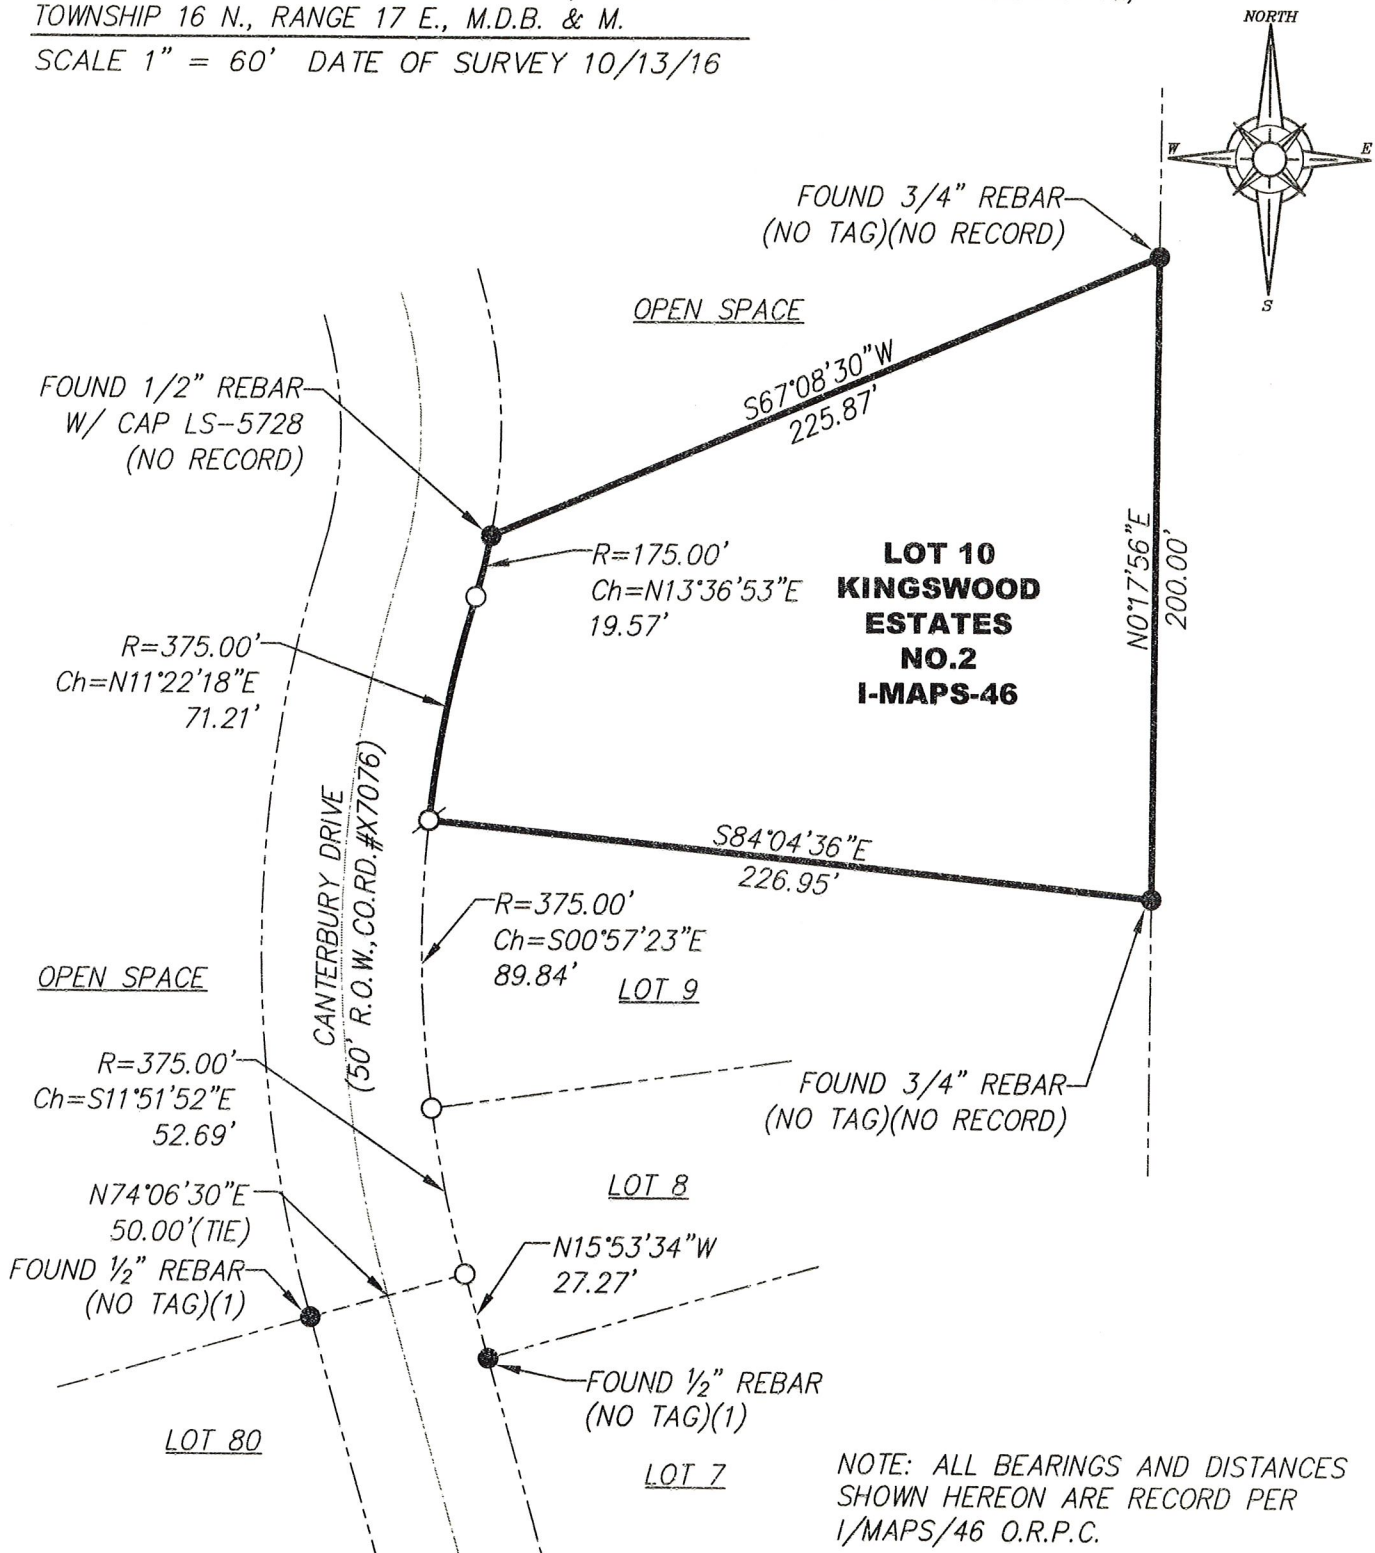 TOWNSHIP 16 N., RANGE 17 E., M.D.B. & M.
SCALE 1" = 60' DATE OF SURVEY 10/13/16
NORTH
W
E
S
FOUND 3/4" REBAR
(NO TAG)(NO RECORD)
OPEN SPACE
S67°08'30"W
225.87'
FOUND 1/2" REBAR
W/ CAP LS-5728
(NO RECORD)
R=175.00'
Ch=N13°36'53"E
19.57'
LOT 10
KINGSWOOD
ESTATES
NO.2
I-MAPS-46
N0°17'56"E
200.00'
R=375.00'
Ch=N11°22'18"E
71.21'
CANTERBURY DRIVE
(50' R.O.W.,CO.RD.#X7076)
S84°04'36"E
226.95'
R=375.00'
Ch=S00°57'23"E
89.84'
LOT 9
OPEN SPACE
R=375.00'
Ch=S11°51'52"E
52.69'
FOUND 3/4" REBAR
(NO TAG)(NO RECORD)
LOT 8
N74°06'30"E
50.00'(TIE)
FOUND ½" REBAR
(NO TAG)(1)
N15°53'34"W
27.27'
FOUND ½" REBAR
(NO TAG)(1)
LOT 80
LOT 7
NOTE: ALL BEARINGS AND DISTANCES
SHOWN HEREON ARE RECORD PER
I/MAPS/46 O.R.P.C.